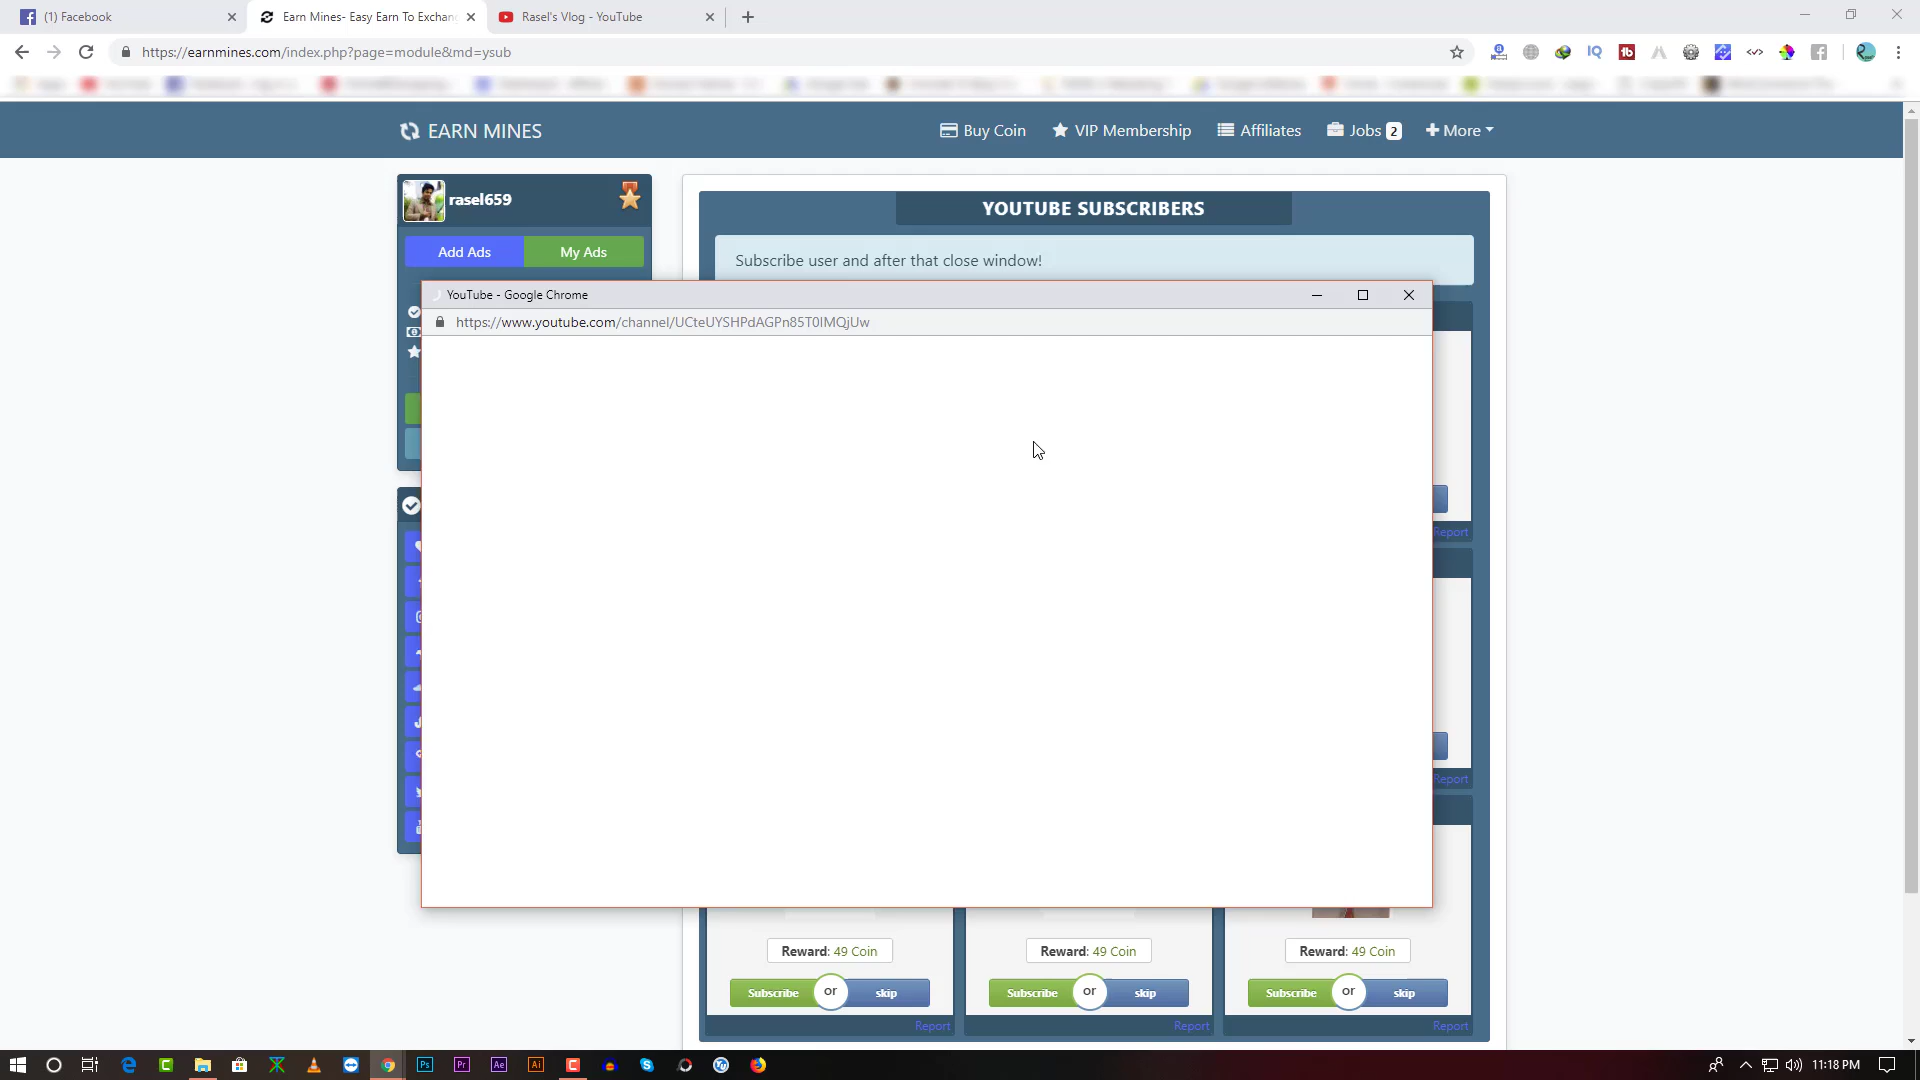 (1) Facebook
Earn Mines- Easy Earn To Exchan
Rasel's Vlog - YouTube
https://earnmines.com/index.php?page=module&md=ysub
EARN MINES
Buy Coin
VIP Membership
Affiliates
Jobs 2
More
rasel659
Add Ads
My Ads
YOUTUBE SUBSCRIBERS
Subscribe user and after that close window!
YouTube - Google Chrome
https://www.youtube.com/channel/UCteUYSHPdAGPn85T0IMQjUw
Report
Report
Reward: 49 Coin
Reward: 49 Coin
Reward: 49 Coin
Subscribe or skip
Subscribe or skip
Subscribe or skip
Report
Report
Report
11:18 PM